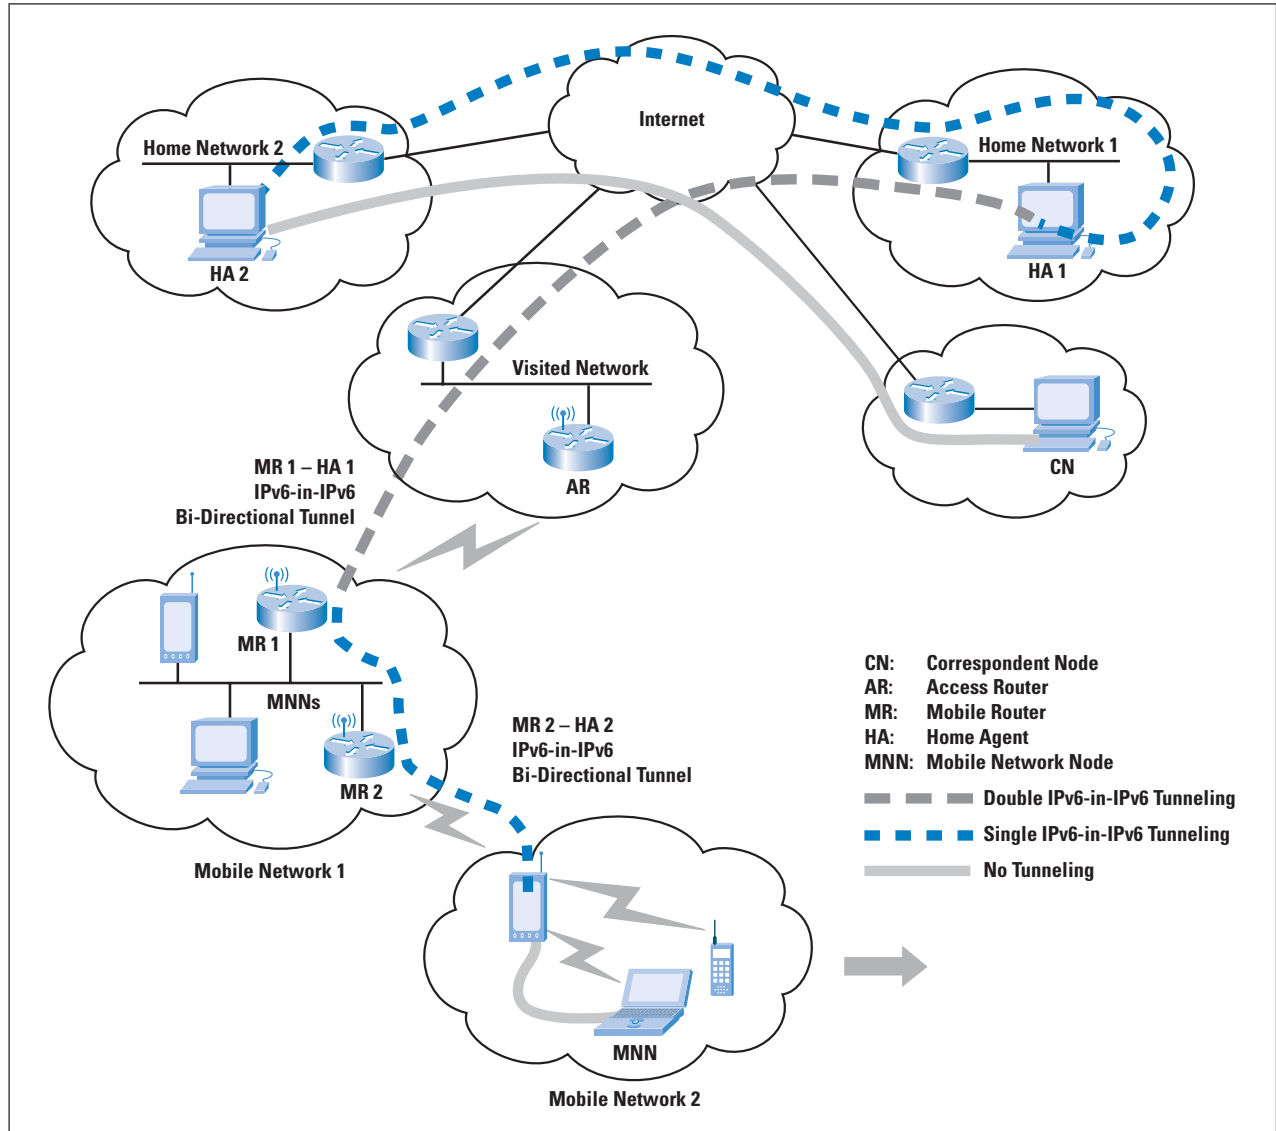 Internet
Home Network 2
Home Network 1
HA 2
HA 1
Visited Network
AR
CN
MR 1 – HA 1
IPv6-in-IPv6
Bi-Directional Tunnel
MR 1
MNNs
MR 2
Mobile Network 1
MR 2 – HA 2
IPv6-in-IPv6
Bi-Directional Tunnel
MNN
Mobile Network 2
CN: Correspondent Node
AR: Access Router
MR: Mobile Router
HA: Home Agent
MNN: Mobile Network Node
Double IPv6-in-IPv6 Tunneling
Single IPv6-in-IPv6 Tunneling
No Tunneling